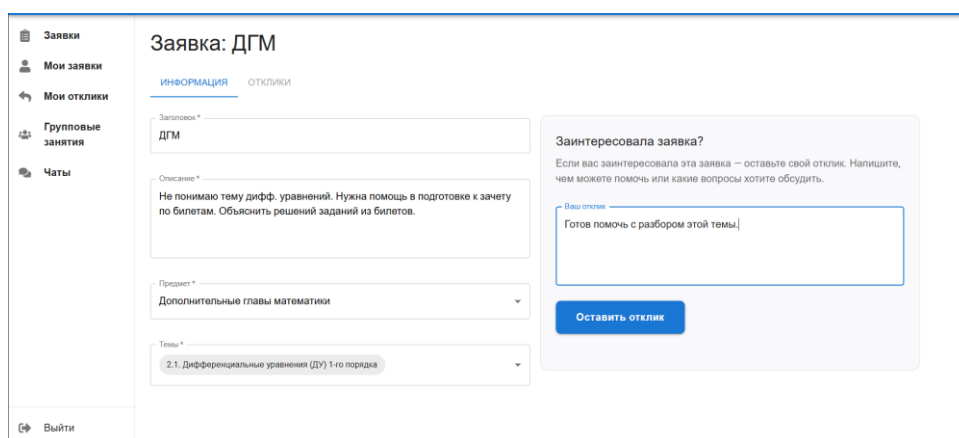 Заявки
Мои заявки
Мои отклики
Групповые
занятия
Чаты
Выйти
Заявка: ДГМ
ИНФОРМАЦИЯ ОТКЛИКИ
Заголовок *
ДГМ
Описание *
Не понимаю тему дифф. уравнений. Нужна помощь в подготовке к зачету
по билетам. Объяснить решений заданий из билетов.
Предмет *
Дополнительные главы математики
Темы *
2.1. Дифференциальные уравнения (ДУ) 1-го порядка
Заинтересовала заявка?
Если вас заинтересовала эта заявка — оставьте свой отклик. Напишите,
чем можете помочь или какие вопросы хотите обсудить.
Ваш отклик
Готов помочь с разбором этой темы.
Оставить отклик